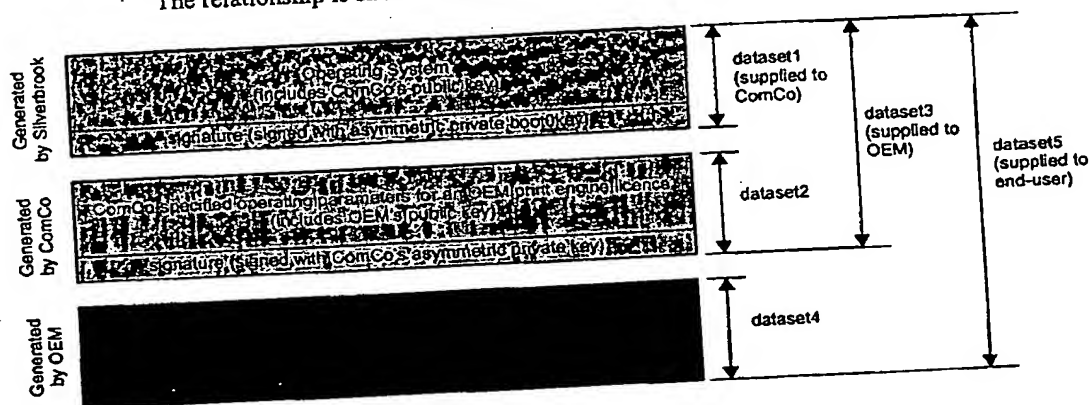 The relationship is
Generated
by Silverbrook
Operating System
(includes ComCo's public key)
signature (signed with asymmetric private boot0key)
dataset1
(supplied to
ComCo)
dataset3
(supplied to
OEM)
dataset5
(supplied to
end-user)
Generated
by ComCo
ComCo specified operating parameters for an OEM print engine licence
(includes OEM's public key)
signature (signed with ComCo's asymmetric private key)
dataset2
Generated
by OEM
dataset4